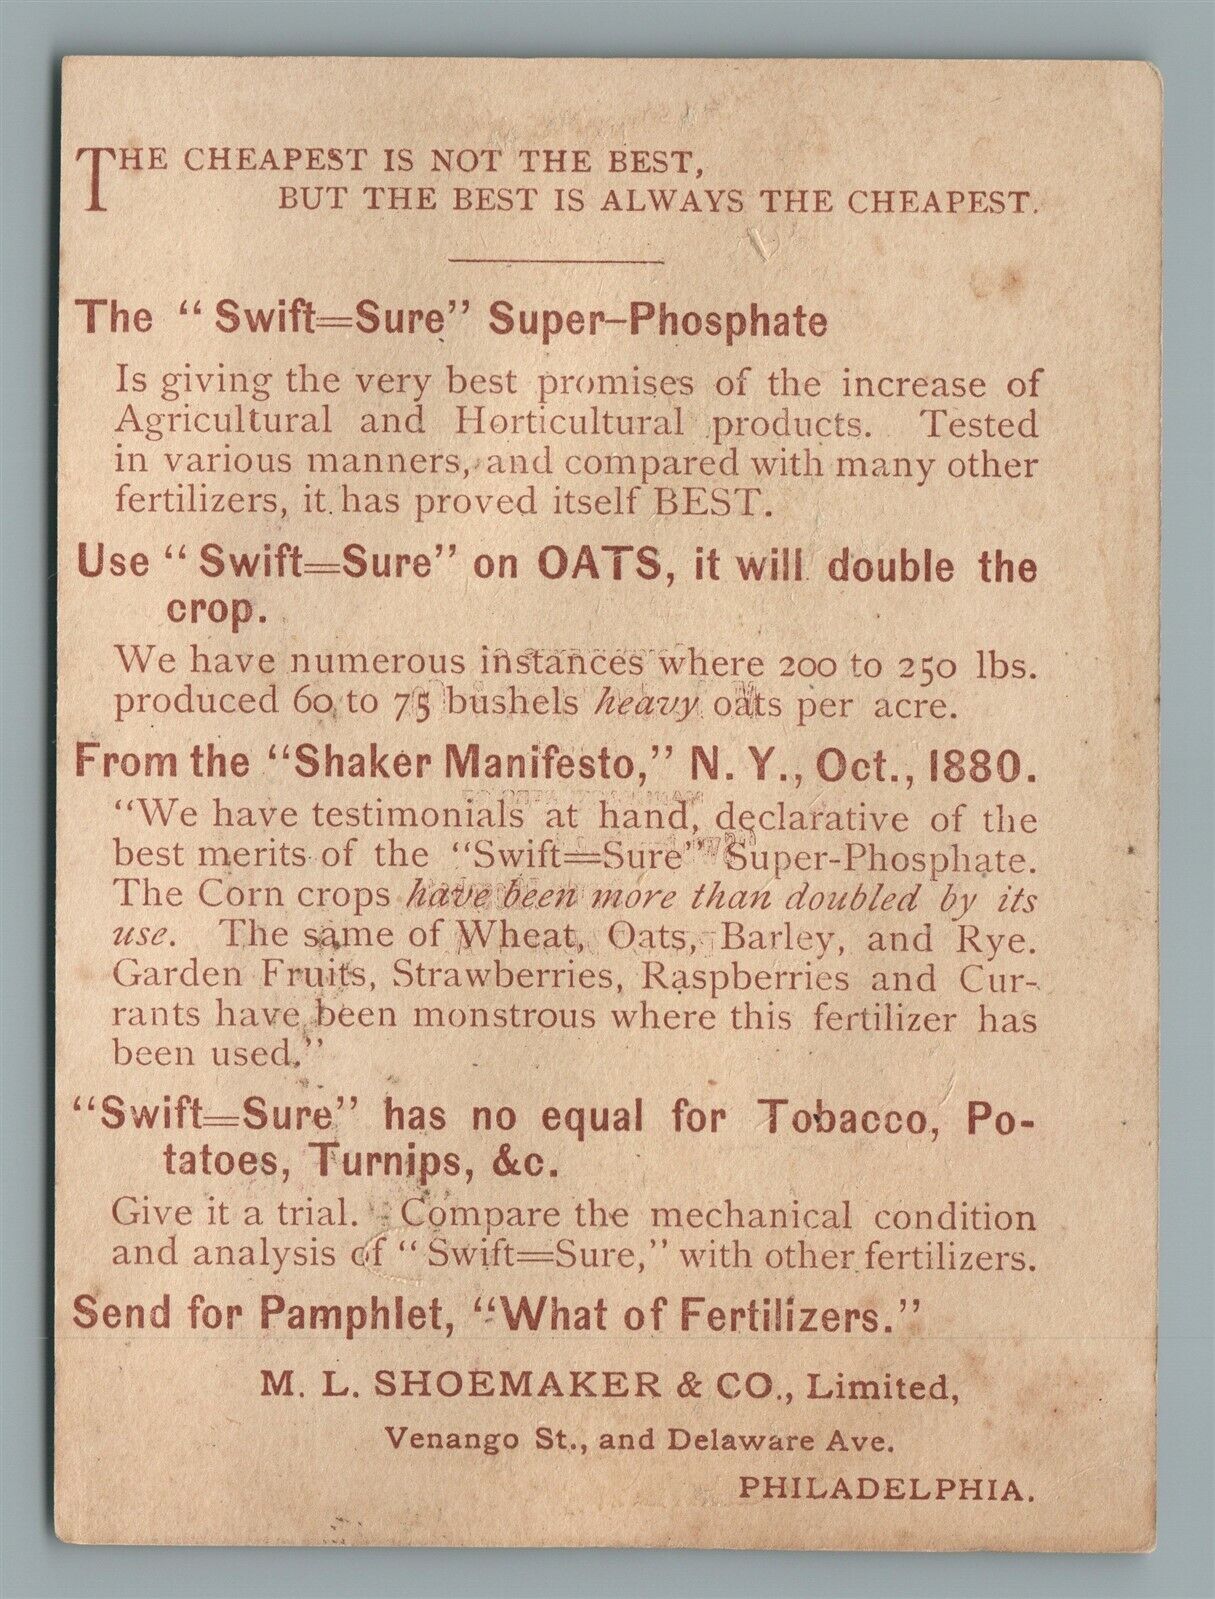 THE CHEAPEST IS NOT THE BEST,
BUT THE BEST IS ALWAYS THE CHEAPEST.
The “Swift=Sure” Super-Phosphate
Is giving the very best promises of the increase of
Agricultural and Horticultural products. Tested
in various manners, and compared with many other
fertilizers, it has proved itself BEST.
Use “Swift=Sure” on OATS, it will double the
crop.
We have numerous instances where 200 to 250 lbs.
produced 60 to 75 bushels heavy oats per acre.
From the “Shaker Manifesto,” N. Y., Oct., 1880.
“We have testimonials at hand, declarative of the
best merits of the “Swift=Sure” Super-Phosphate.
The Corn crops have been more than doubled by its
use. The same of Wheat, Oats, Barley, and Rye.
Garden Fruits, Strawberries, Raspberries and Cur-
rants have been monstrous where this fertilizer has
been used.”
“Swift=Sure” has no equal for Tobacco, Po-
tatoes, Turnips, &c.
Give it a trial. Compare the mechanical condition
and analysis of “Swift=Sure,” with other fertilizers.
Send for Pamphlet, “What of Fertilizers.”
M. L. SHOEMAKER & CO., Limited,
Venango St., and Delaware Ave.
PHILADELPHIA.